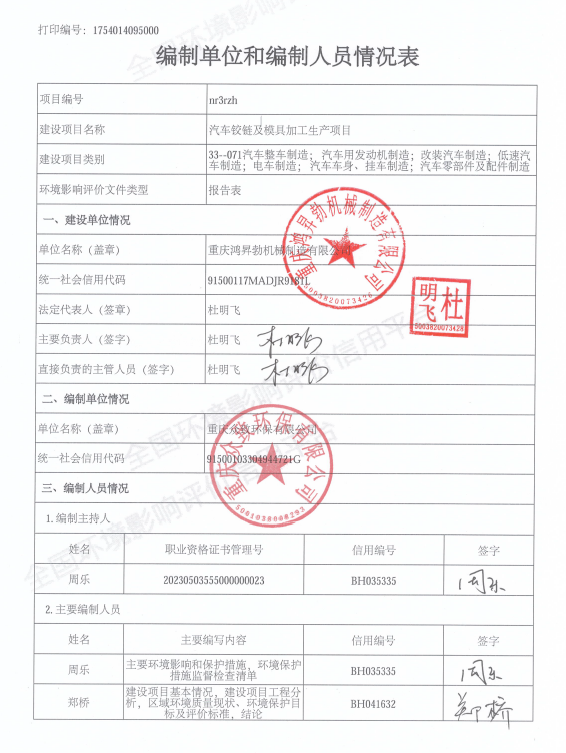 打印编号: 1754014095000
编制单位和编制人员情况表
项目编号 nr3rzh
建设项目名称 汽车铰链及模具加工生产项目
建设项目类别 33--071汽车整车制造; 汽车用发动机制造; 改装汽车制造; 低速汽
车制造; 电车制造; 汽车车身、挂车制造; 汽车零部件及配件制造
环境影响评价文件类型 报告表
一、建设单位情况
单位名称 (盖章) 重庆鸿昇勃机械制造有限公司
统一社会信用代码
法定代表人 (签章) 杜明飞
主要负责人 (签字) 杜明飞 杜明飞
直接负责的主管人员 (签字) 杜明飞 杜明飞
重庆鸿昇勃机械制造有限公司
5003820073426
杜明飞
5003820073428
二、编制单位情况
单位名称 (盖章) 重庆众致环保有限公司
统一社会信用代码 91500103304944721G
重庆众致环保有限公司
三、编制人员情况
1.编制主持人
姓名 职业资格证书管理号 信用编号 签字
周乐 20230503555000000023 BH035335 周乐
2.主要编制人员
姓名 主要编写内容 信用编号 签字
周乐 主要环境影响和保护措施, 环境保护
措施监督检查清单 BH035335 周乐
郑桥 建设项目基本情况, 建设项目工程分
析, 区域环境质量现状、环境保护目
标及评价标准, 结论 BH041632 郑桥